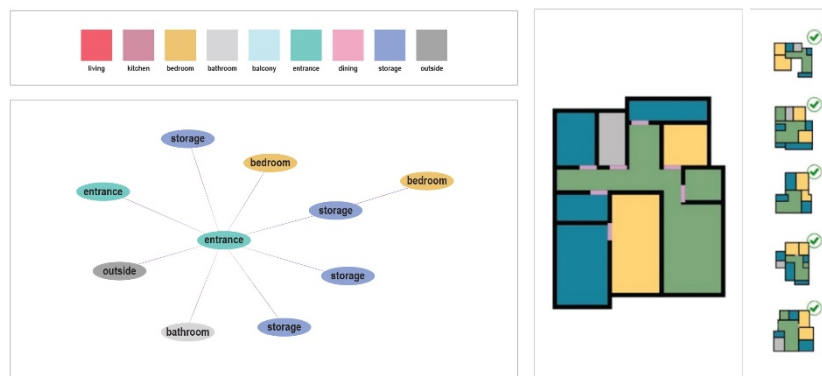 living kitchen bedroom bathroom balcony entrance dining storage outside
storage
bedroom
bedroom
entrance
storage
entrance
outside
storage
storage
bathroom